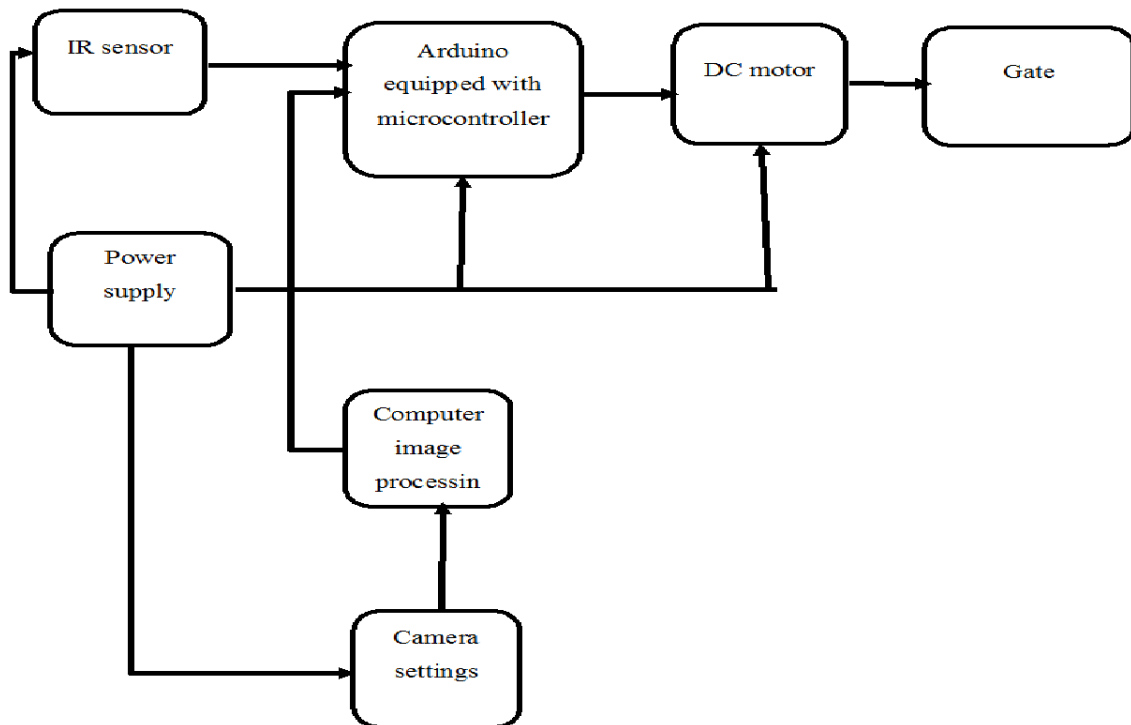 IR sensor
Arduino
equipped with
microcontroller
DC motor
Gate
Power
supply
Computer
image
processin
Camera
settings